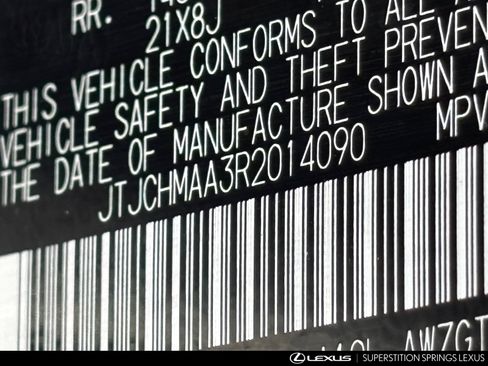 RR.
21X8J
THIS VEHICLE CONFORMS TO ALL
VEHICLE SAFETY AND THEFT PREVEN
THE DATE OF MANUFACTURE SHOWN A
JTJCHMAA3R2014090 MPV
AWZGT
LEXUS SUPERSTITION SPRINGS LEXUS